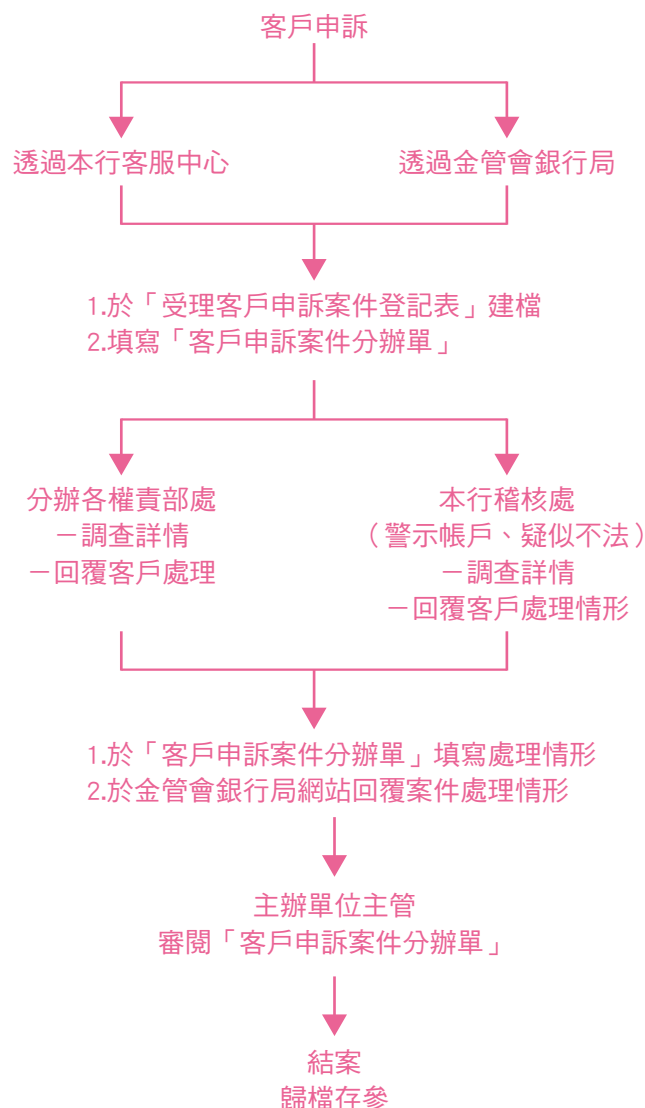 客戶申訴
透過本行客服中心
透過金管會銀行局
1.於「受理客戶申訴案件登記表」建檔
2.填寫「客戶申訴案件分辦單」
分辦各權責部處
－調查詳情
－回覆客戶處理
本行稽核處
（警示帳戶、疑似不法）
－調查詳情
－回覆客戶處理情形
1.於「客戶申訴案件分辦單」填寫處理情形
2.於金管會銀行局網站回覆案件處理情形
主辦單位主管
審閱「客戶申訴案件分辦單」
結案
歸檔存參